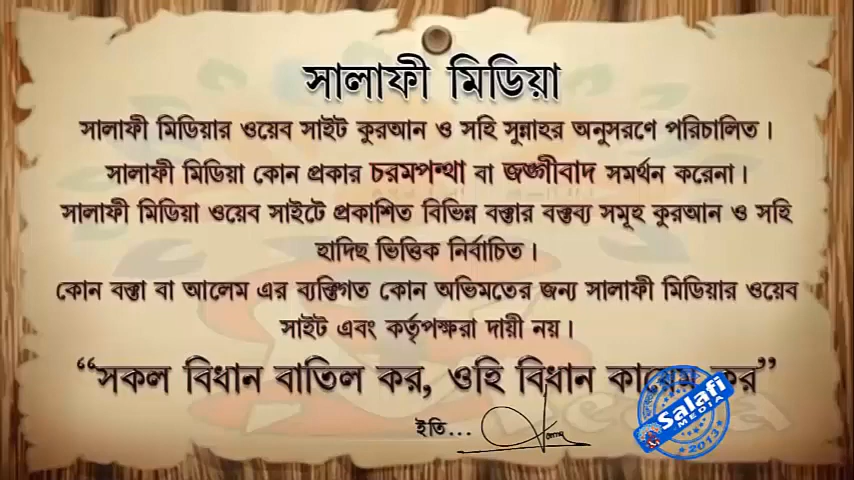 সালাফী মিডিয়া
সালাফী মিডিয়ার ওয়েব সাইট কুরআন ও সহি সুন্নাহর অনুসরণে পরিচালিত।
সালাফী মিডিয়া কোন প্রকার চরমপন্থা বা জঙ্গীবাদ সমর্থন করেনা।
সালাফী মিডিয়া ওয়েব সাইটে প্রকাশিত বিভিন্ন বক্তার বক্তব্য সমূহ কুরআন ও সহি
হাদিছ ভিত্তিক নির্বাচিত।
কোন বক্তা বা আলেম এর ব্যক্তিগত কোন অভিমতের জন্য সালাফী মিডিয়ার ওয়েব
সাইট এবং কর্তৃপক্ষরা দায়ী নয়।
“সকল বিধান বাতিল কর, ওহি বিধান কায়েম কর”
ইতি...
Salafi
MEDIA
2013